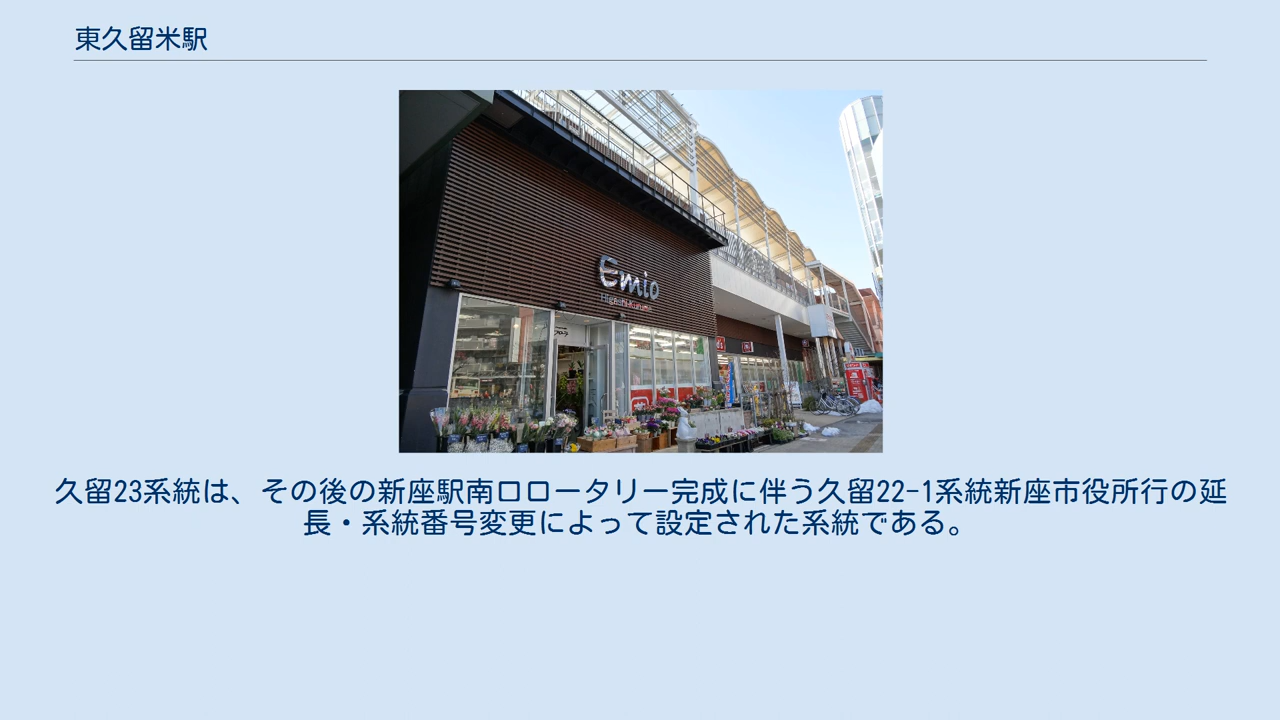 東久留米駅
Emio
Higashi-Kurume
久留23系統は、その後の新座駅南口ロータリー完成に伴う久留22-1系統新座市役所行の延
長・系統番号変更によって設定された系統である。